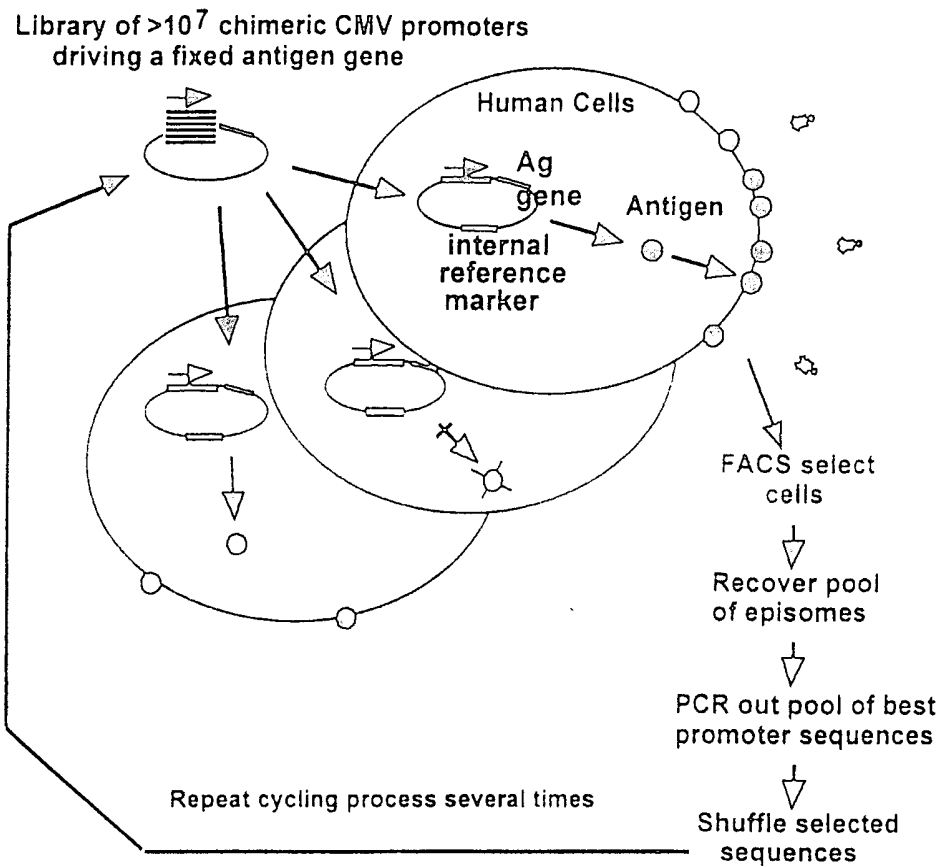 Library of >10⁷ chimeric CMV promoters
driving a fixed antigen gene
Human Cells
Ag
gene
Antigen
internal
reference
marker
FACS select
cells
Recover pool
of episomes
PCR out pool of best
promoter sequences
Repeat cycling process several times
Shuffle selected
sequences